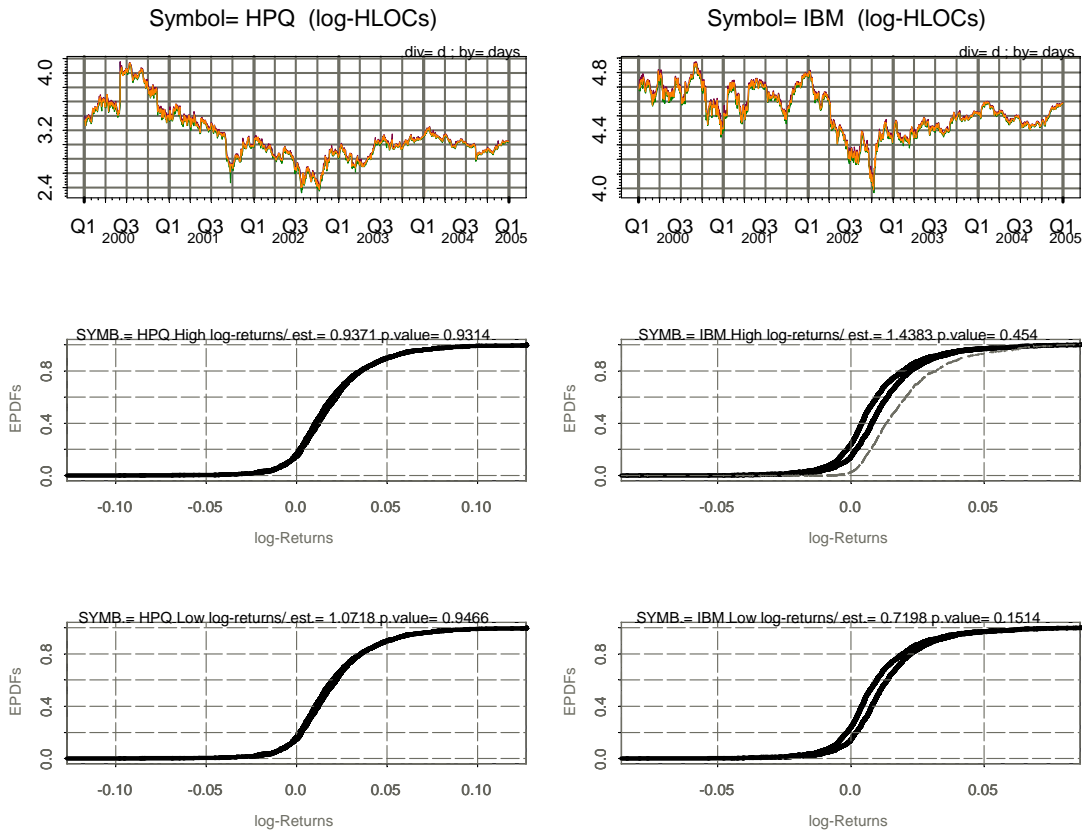 Symbol= HPQ (log-HLOCs)
div= d ; by= days
4.0
3.2
2.4
Q1 Q3 Q1 Q3 Q1 Q3 Q1 Q3 Q1 Q3 Q1
2000 2001 2002 2003 2004 2005
Symbol= IBM (log-HLOCs)
div= d ; by= days
4.8
4.4
4.0
Q1 Q3 Q1 Q3 Q1 Q3 Q1 Q3 Q1 Q3 Q1
2000 2001 2002 2003 2004 2005
SYMB.= HPQ High log-returns/ est.= 0.9371 p.value= 0.9314
EPDFs
0.8
0.4
0.0
-0.10 -0.05 0.0 0.05 0.10
log-Returns
SYMB.= IBM High log-returns/ est.= 1.4383 p.value= 0.454
EPDFs
0.8
0.4
0.0
-0.05 0.0 0.05
log-Returns
SYMB.= HPQ Low log-returns/ est.= 1.0718 p.value= 0.9466
EPDFs
0.8
0.4
0.0
-0.10 -0.05 0.0 0.05 0.10
log-Returns
SYMB.= IBM Low log-returns/ est.= 0.7198 p.value= 0.1514
EPDFs
0.8
0.4
0.0
-0.05 0.0 0.05
log-Returns